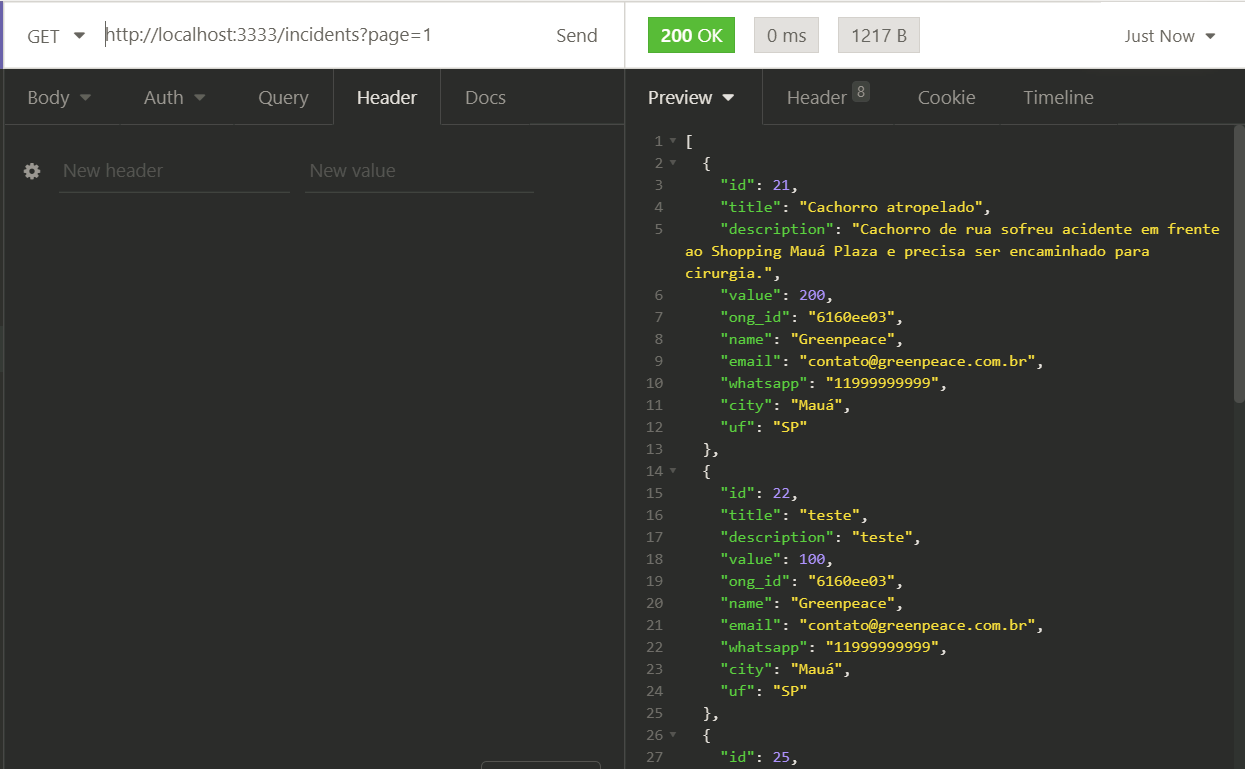 GET http://localhost:3333/incidents?page=1 Send
200 OK 0 ms 1217 B Just Now
Body Auth Query Header Docs
Preview Header 8 Cookie Timeline
New header New value
1 [
2 {
3 "id": 21,
4 "title": "Cachorro atropelado",
5 "description": "Cachorro de rua sofreu acidente em frente
ao Shopping Mauá Plaza e precisa ser encaminhado para
cirurgia.",
6 "value": 200,
7 "ong_id": "6160ee03",
8 "name": "Greenpeace",
9 "email": "contato@greenpeace.com.br",
10 "whatsapp": "11999999999",
11 "city": "Mauá",
12 "uf": "SP"
13 },
14 {
15 "id": 22,
16 "title": "teste",
17 "description": "teste",
18 "value": 100,
19 "ong_id": "6160ee03",
20 "name": "Greenpeace",
21 "email": "contato@greenpeace.com.br",
22 "whatsapp": "11999999999",
23 "city": "Mauá",
24 "uf": "SP"
25 },
26 {
27 "id": 25,